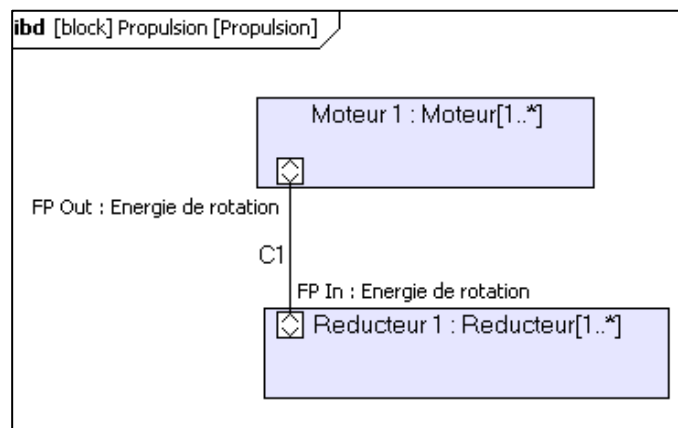 ibd [block] Propulsion [Propulsion]
Moteur 1 : Moteur[1..*]
FP Out : Energie de rotation
C1
FP In : Energie de rotation
Reducteur 1 : Reducteur[1..*]